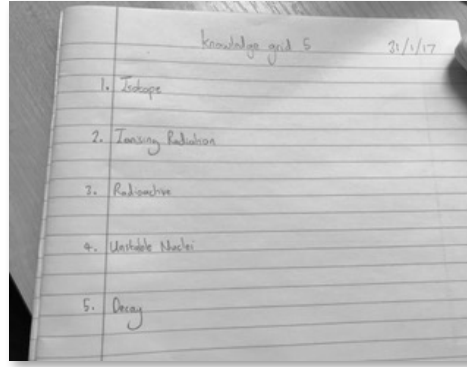 Knowledge grid 5 31/1/17
1. Isotope
2. Ionising Radiation
3. Radioactive
4. Unstable Nuclei
5. Decay